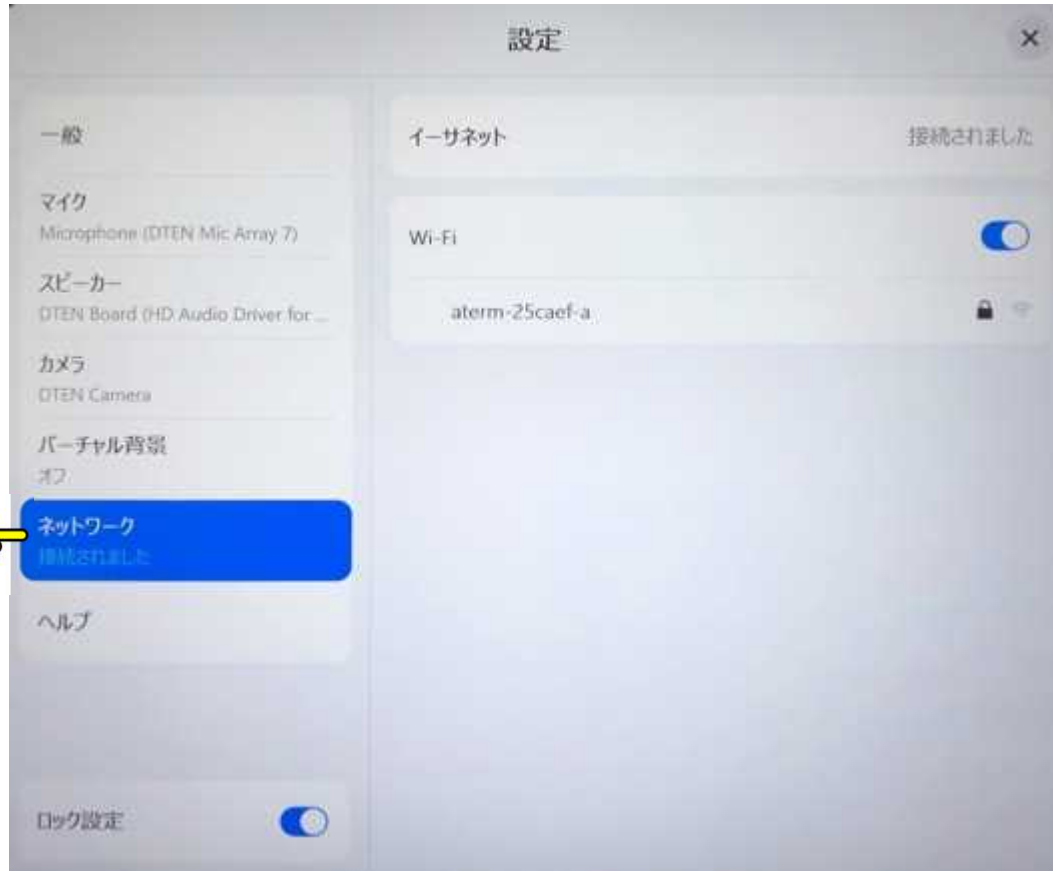 設定
一般
マイク
Microphone (DTEN Mic Array 7)
スピーカー
DTEN Board (HD Audio Driver for ...
カメラ
DTEN Camera
バーチャル背景
オフ
ネットワーク
接続されました
ヘルプ
ロック設定
イーサネット
接続されました
Wi-Fi
aterm-25caef-a